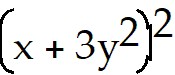 (x + 3y²)²